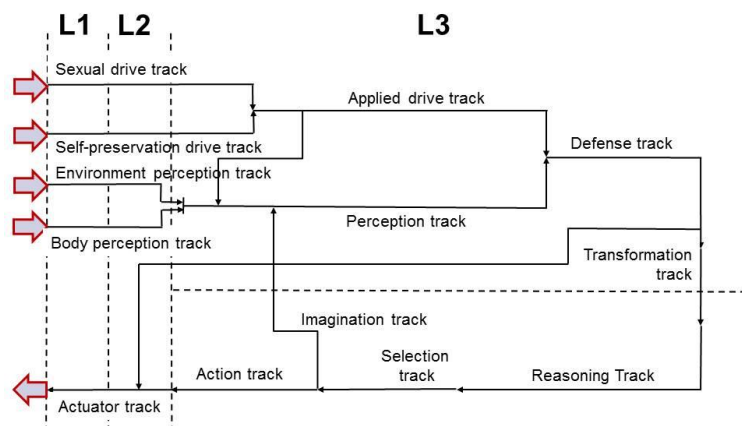 L1 L2 L3
Sexual drive track
Applied drive track
Self-preservation drive track
Defense track
Environment perception track
Perception track
Body perception track
Transformation
track
Imagination track
Selection
track
Action track
Reasoning Track
Actuator track